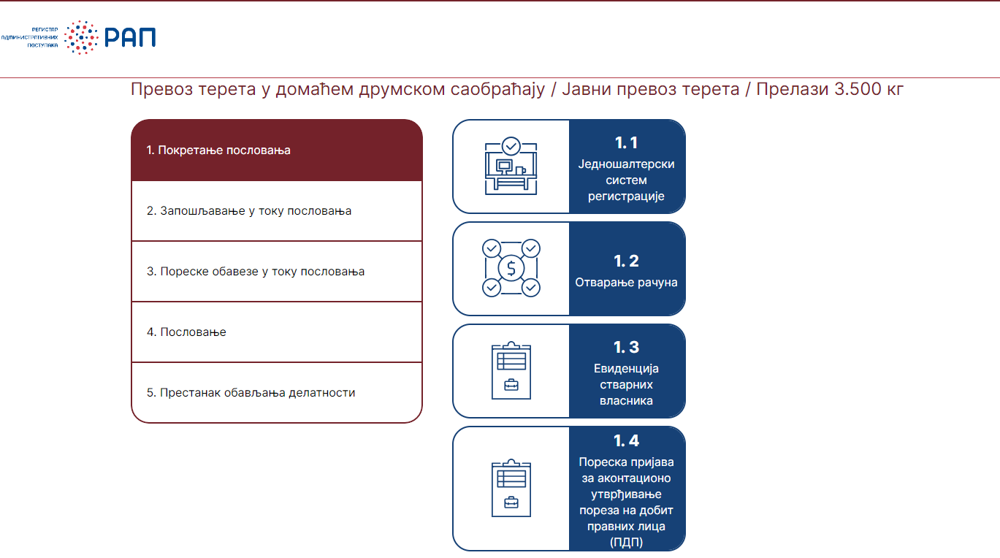 РЕГИСТАР
АДМИНИСТРАТИВНИХ
ПОСТУПАКА
РАП
Превоз терета у домаћем друмском саобраћају / Јавни превоз терета / Прелази 3.500 кг
1. Покретање пословања
2. Запошљавање у току пословања
3. Пореске обавезе у току пословања
4. Пословање
5. Престанак обављања делатности
1. 1
Једношалтерски
систем
регистрације
$
1. 2
Отварање рачуна
1. 3
Евиденција
стварних
власника
1. 4
Пореска пријава
за аконтационо
утврђивање
пореза на добит
правних лица
(ПДП)